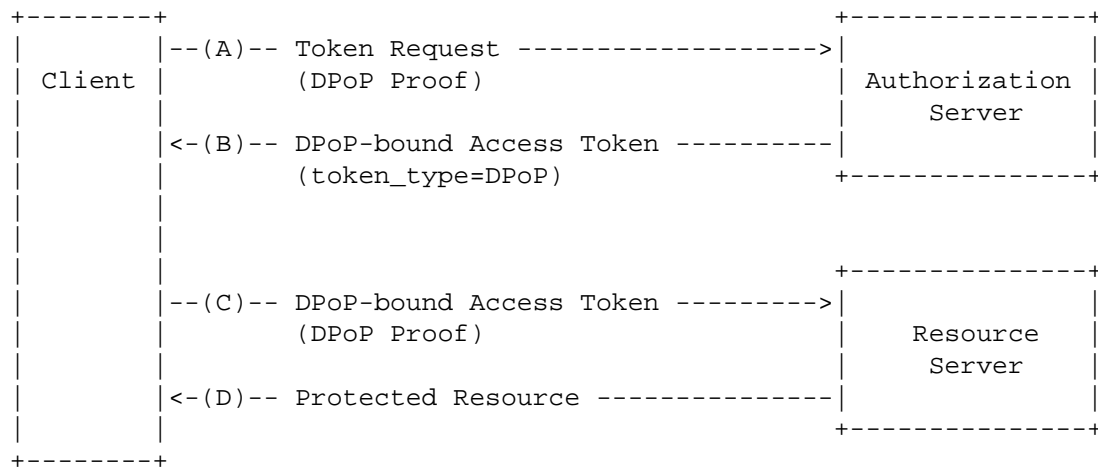 +--------+                                          +---------------+
|        |--(A)-- Token Request ------------------->|               |
| Client |        (DPoP Proof)                      | Authorization |
|        |                                          |    Server     |
|        |<-(B)-- DPoP-bound Access Token ----------|               |
|        |        (token_type=DPoP)                 +---------------+
|        |
|        |
|        |                                          +---------------+
|        |--(C)-- DPoP-bound Access Token --------->|               |
|        |        (DPoP Proof)                      |    Resource   |
|        |                                          |     Server    |
|        |<-(D)-- Protected Resource ---------------|               |
|        |                                          +---------------+
+--------+